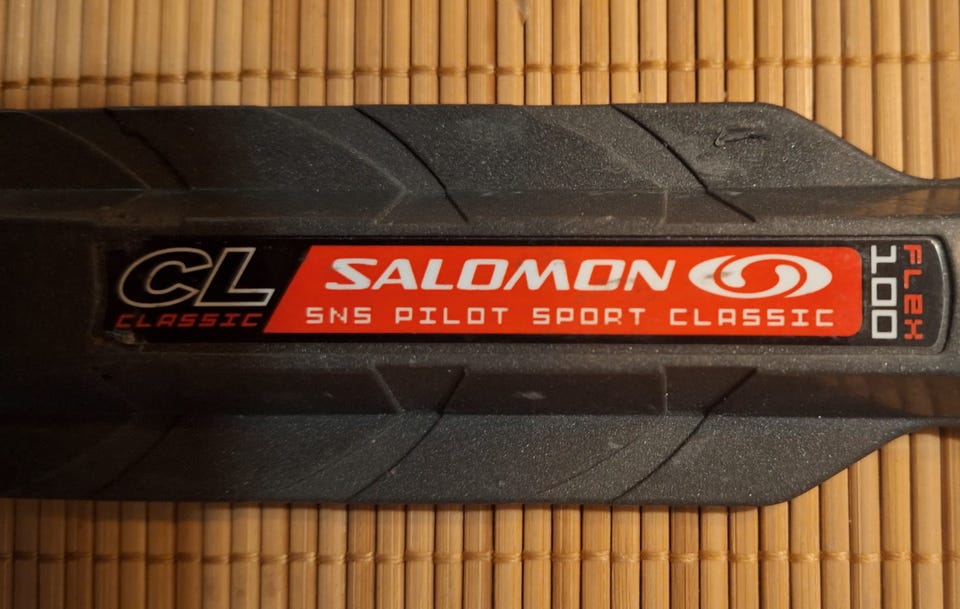 CL
CLASSIC
SALOMON
SNS PILOT SPORT CLASSIC
FLEX
100